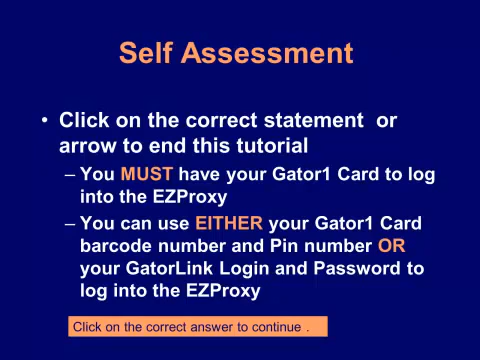 Self Assessment
• Click on the correct statement or
arrow to end this tutorial
– You MUST have your Gator1 Card to log
into the EZProxy
– You can use EITHER your Gator1 Card
barcode number and Pin number OR
your GatorLink Login and Password to
log into the EZProxy
Click on the correct answer to continue .